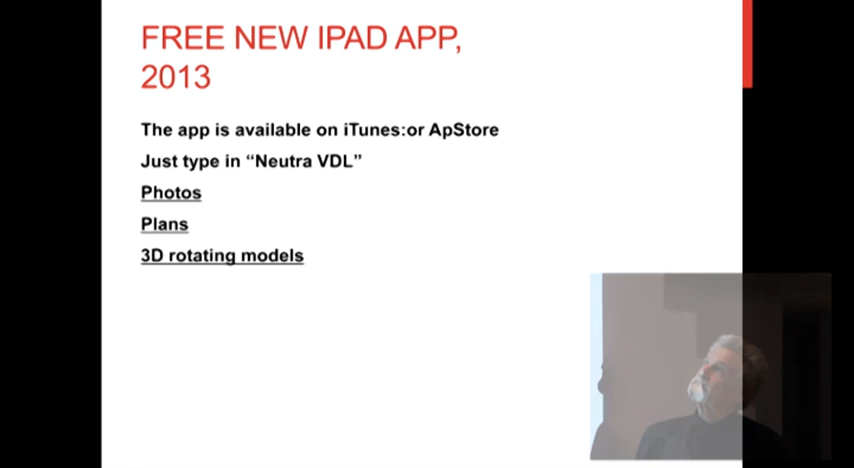 FREE NEW IPAD APP,
2013
The app is available on iTunes:or ApStore
Just type in “Neutra VDL”
Photos
Plans
3D rotating models